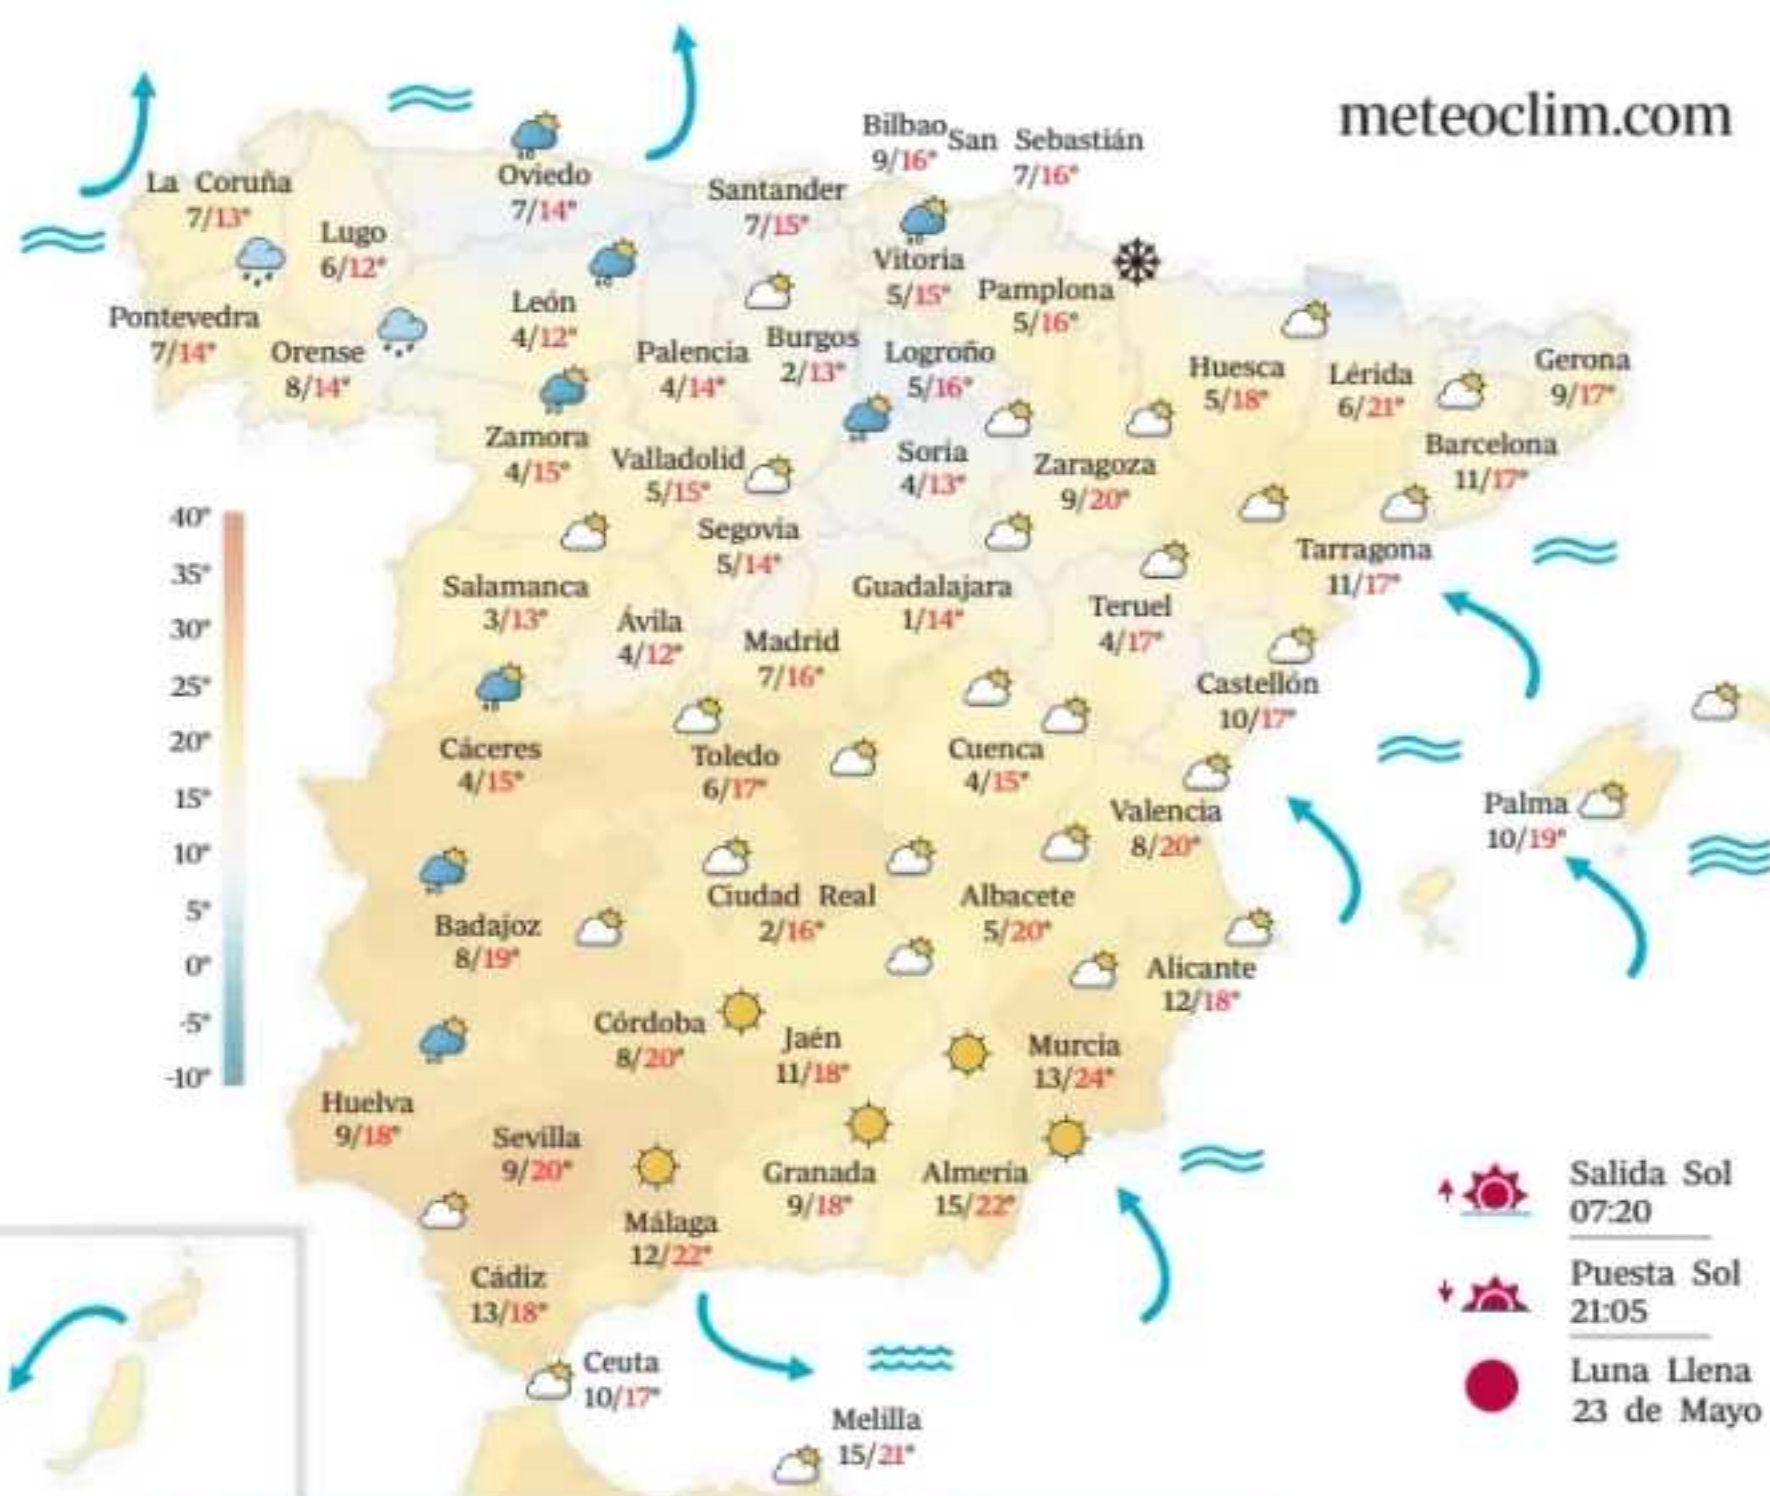 meteoclim.com
Bilbao
9/16°
San Sebastián
7/16°
La Coruña
7/13°
Oviedo
7/14°
Santander
7/15°
Lugo
6/12°
Vitoria
5/15°
Pamplona
5/16°
León
4/12°
Pontevedra
7/14°
Orense
8/14°
Palencia
4/14°
Burgos
2/13°
Logroño
5/16°
Huesca
5/18°
Lérida
6/21°
Gerona
9/17°
Zamora
4/15°
Valladolid
5/15°
Soria
4/13°
Zaragoza
9/20°
Barcelona
11/17°
Segovia
5/14°
Tarragona
11/17°
Salamanca
3/13°
Ávila
4/12°
Madrid
7/16°
Guadalajara
1/14°
Teruel
4/17°
Castellón
10/17°
Cáceres
4/15°
Toledo
6/17°
Cuenca
4/15°
Valencia
8/20°
Palma
10/19°
Badajoz
8/19°
Ciudad Real
2/16°
Albacete
5/20°
Alicante
12/18°
Córdoba
8/20°
Jaén
11/18°
Murcia
13/24°
Huelva
9/18°
Sevilla
9/20°
Granada
9/18°
Almería
15/22°
Málaga
12/22°
Cádiz
13/18°
Ceuta
10/17°
Melilla
15/21°
40°
35°
30°
25°
20°
15°
10°
5°
0°
-5°
-10°
Salida Sol
07:20
Puesta Sol
21:05
Luna Llena
23 de Mayo